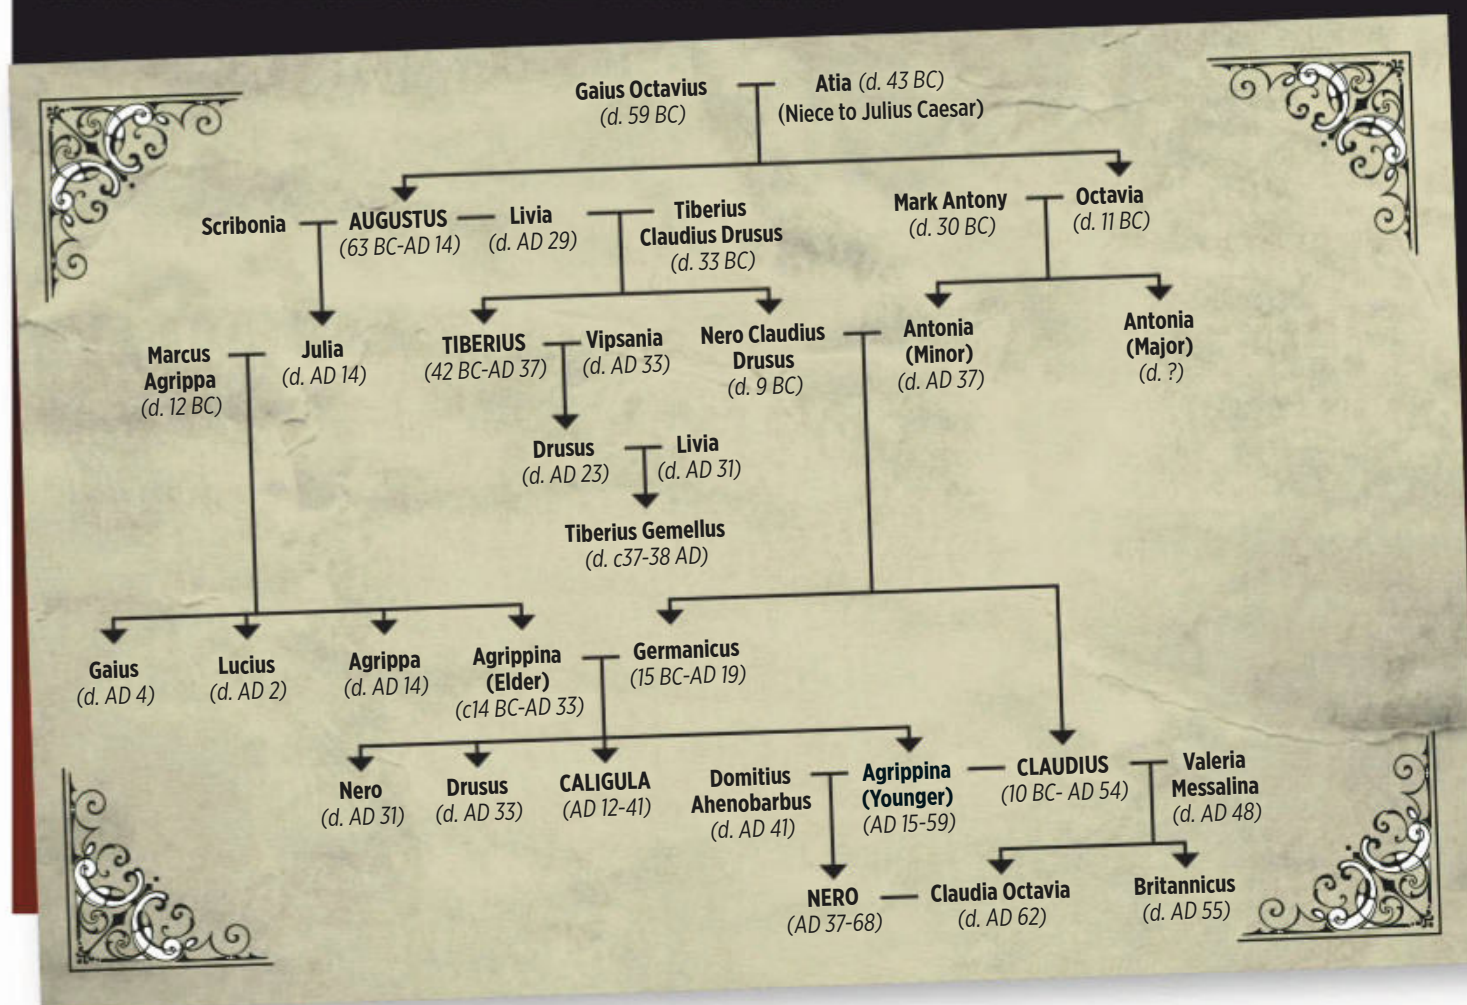 Gaius Octavius
(d. 59 BC)
Atia (d. 43 BC)
(Niece to Julius Caesar)
Scribonia
AUGUSTUS
(63 BC-AD 14)
Livia
(d. AD 29)
Tiberius
Claudius Drusus
(d. 33 BC)
Mark Antony
(d. 30 BC)
Octavia
(d. 11 BC)
Marcus
Agrippa
(d. 12 BC)
Julia
(d. AD 14)
TIBERIUS
(42 BC-AD 37)
Vipsania
(d. AD 33)
Nero Claudius
Drusus
(d. 9 BC)
Antonia
(Minor)
(d. AD 37)
Antonia
(Major)
(d. ?)
Drusus
(d. AD 23)
Livia
(d. AD 31)
Tiberius Gemellus
(d. c37-38 AD)
Gaius
(d. AD 4)
Lucius
(d. AD 2)
Agrippa
(d. AD 14)
Agrippina
(Elder)
(c14 BC-AD 33)
Germanicus
(15 BC-AD 19)
Nero
(d. AD 31)
Drusus
(d. AD 33)
CALIGULA
(AD 12-41)
Domitius
Ahenobarbus
(d. AD 41)
Agrippina
(Younger)
(AD 15-59)
CLAUDIUS
(10 BC- AD 54)
Valeria
Messalina
(d. AD 48)
NERO
(AD 37-68)
Claudia Octavia
(d. AD 62)
Britannicus
(d. AD 55)